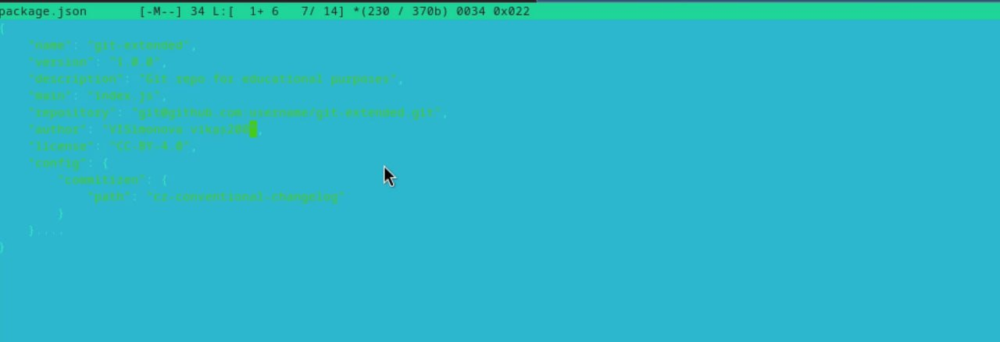 package.json [-M--] 34 L:[ 1+ 6 7/ 14] *(230 / 370b) 0034 0x022
{
"name": "git-extended",
"version": "1.0.0",
"description": "Git repo for educational purposes",
"main": "index.js",
"repository": "git@github.com:username/git-extended.git",
"author":
"license": "CC-BY-4.0",
"config": {
"commitizen": {
"path": "cz-conventional-changelog"
}
}....
}